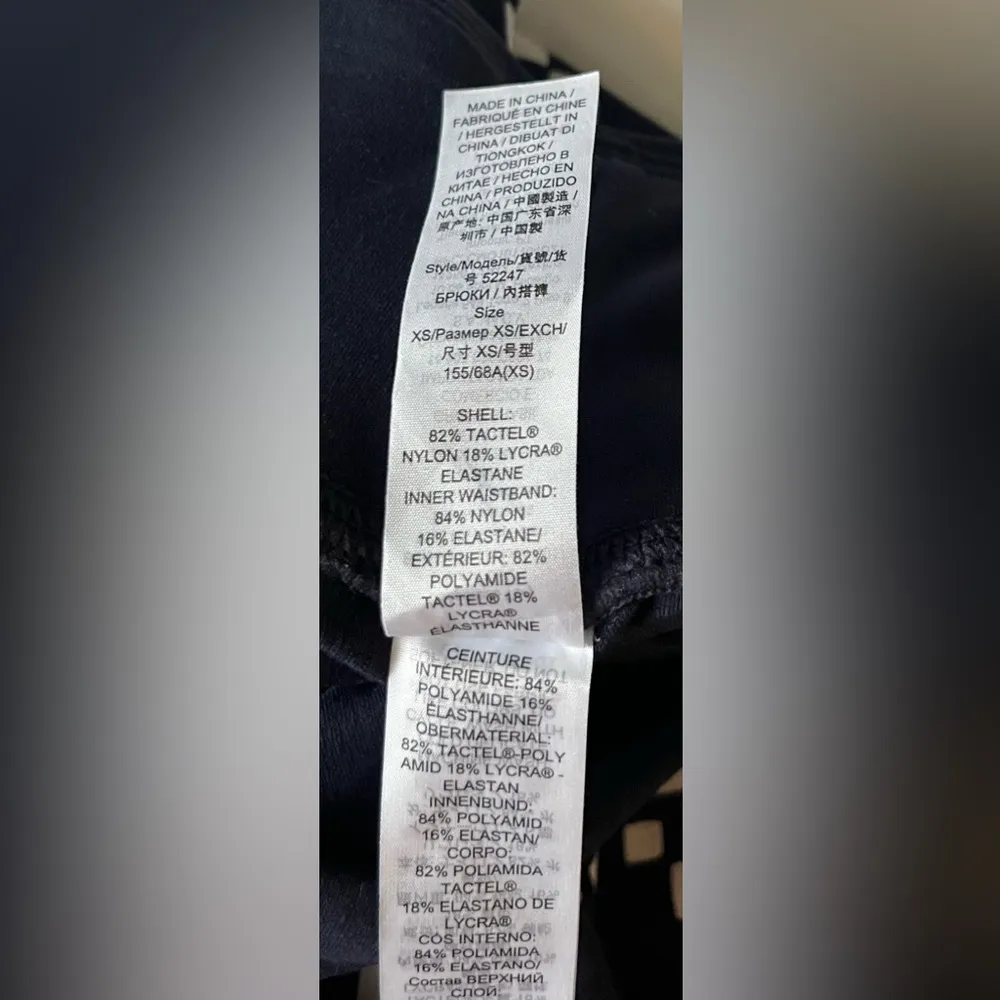 MADE IN CHINA /
FABRIQUÉ EN CHINE
/ HERGESTELLT IN
CHINA / DIBUAT DI
TIONGKOK /
ИЗГОТОВЛЕНО В
КИТАЕ / HECHO EN
CHINA / PRODUZIDO
NA CHINA / 中國製造 /
原产地: 中国广东省深
圳市 / 中国製
Style/Модель/貨號/货
号 52247
БРЮКИ / 內搭褲
Size
XS/Размер XS/EXCH/
尺寸 XS/号型
155/68A(XS)
SHELL:
82% TACTEL®
NYLON 18% LYCRA®
ELASTANE
INNER WAISTBAND:
84% NYLON
16% ELASTANE/
EXTÉRIEUR: 82%
POLYAMIDE
TACTEL® 18%
LYCRA®
ÉLASTHANNE
CEINTURE
INTÉRIEURE: 84%
POLYAMIDE 16%
ÉLASTHANNE/
OBERMATERIAL:
82% TACTEL®-POLY
AMID 18% LYCRA® -
ELASTAN
INNENBUND:
84% POLYAMID
16% ELASTAN/
CORPO:
82% POLIAMIDA
TACTEL®
18% ELASTANO DE
LYCRA®
CÓS INTERNO:
84% POLIAMIDA
16% ELASTANO/
Состав ВЕРХНИЙ
СЛОЙ: